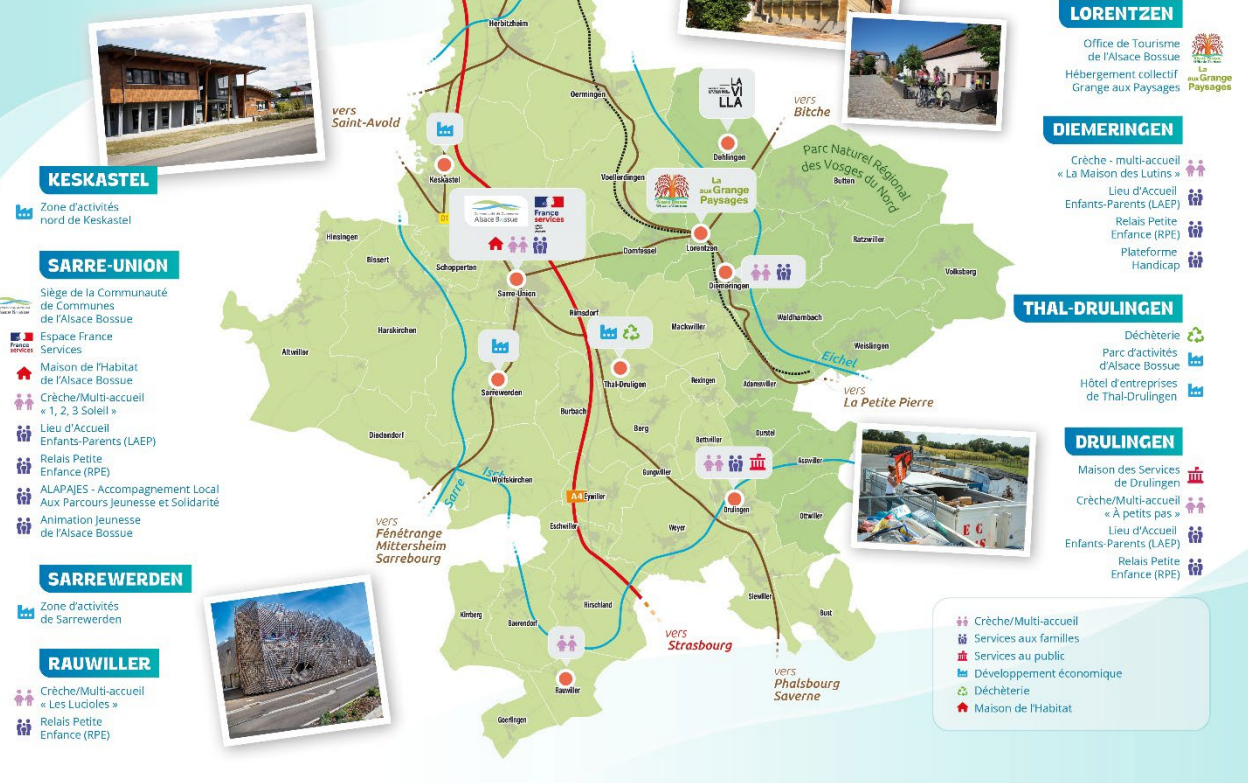 KESKASTEL
Zone d'activités
nord de Keskastel
SARRE-UNION
Siège de la Communauté
de Communes
de l'Alsace Bossue
France
services
Espace France
Services
Maison de l'Habitat
de l'Alsace Bossue
Crèche/Multi-accueil
« 1, 2, 3 Soleil »
Lieu d'Accueil
Enfants-Parents (LAEP)
Relais Petite
Enfance (RPE)
ALAPAJES - Accompagnement Local
Aux Parcours Jeunesse et Solidarité
Animation Jeunesse
de l'Alsace Bossue
SARREWERDEN
Zone d'activités
de Sarrewerden
RAUWILLER
Crèche/Multi-accueil
« Les Lucioles »
Relais Petite
Enfance (RPE)
Herbitzheim
Oermingen
vers
Saint-Avold
LA
VI
LLA
vers
Bitche
Dehlingen
Keskastel
Voellerdingen
Parc Naturel Régional
des Vosges du Nord
Butten
La
aux Grange
Paysages
Alsace Bossue
France
services
Hinsingen
Bissert
Schopperten
Domfessel
Lorentzen
Ratzwiller
Volksberg
Sarre-Union
Diemeringen
Rimsdorf
Harskirchen
Mackwiller
Waldhambach
Altwiller
Weislingen
Eichel
Sarrewerden
Thal-Druligen
Rexingen
Adamswiller
vers
La Petite Pierre
Burbach
Berg
Diedendorf
Bettviller
Durstel
Isch
Sarre
Wolfskirchen
Gungwiller
Asswiller
A4
Eywiller
Drulingen
vers
Fénétrange
Mittersheim
Sarrebourg
Eschwiller
Weyer
Ottwiller
Siewiller
Bust
Kirrberg
Baerendorf
Hirschland
vers
Strasbourg
vers
Phalsbourg
Saverne
Rauwiller
Goerlingen
LORENTZEN
Office de Tourisme
de l'Alsace Bossue
Hébergement collectif
Grange aux Paysages
La
aux Grange
Paysages
DIEMERINGEN
Crèche - multi-accueil
« La Maison des Lutins »
Lieu d'Accueil
Enfants-Parents (LAEP)
Relais Petite
Enfance (RPE)
Plateforme
Handicap
THAL-DRULINGEN
Déchèterie
Parc d'activités
d'Alsace Bossue
Hôtel d'entreprises
de Thal-Drulingen
DRULINGEN
Maison des Services
de Drulingen
Crèche/Multi-accueil
« À petits pas »
Lieu d'Accueil
Enfants-Parents (LAEP)
Relais Petite
Enfance (RPE)
Crèche/Multi-accueil
Services aux familles
Services au public
Développement économique
Déchèterie
Maison de l'Habitat